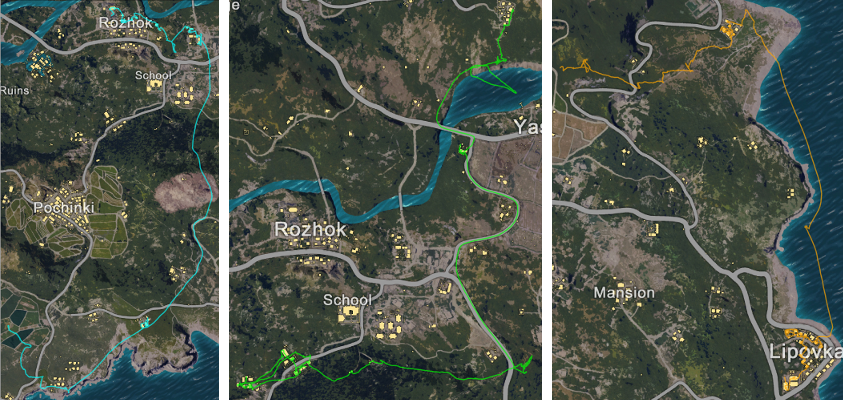 Rozhok
School
Ruins
Pochinki
e
Yas
Rozhok
School
Mansion
Lipovka